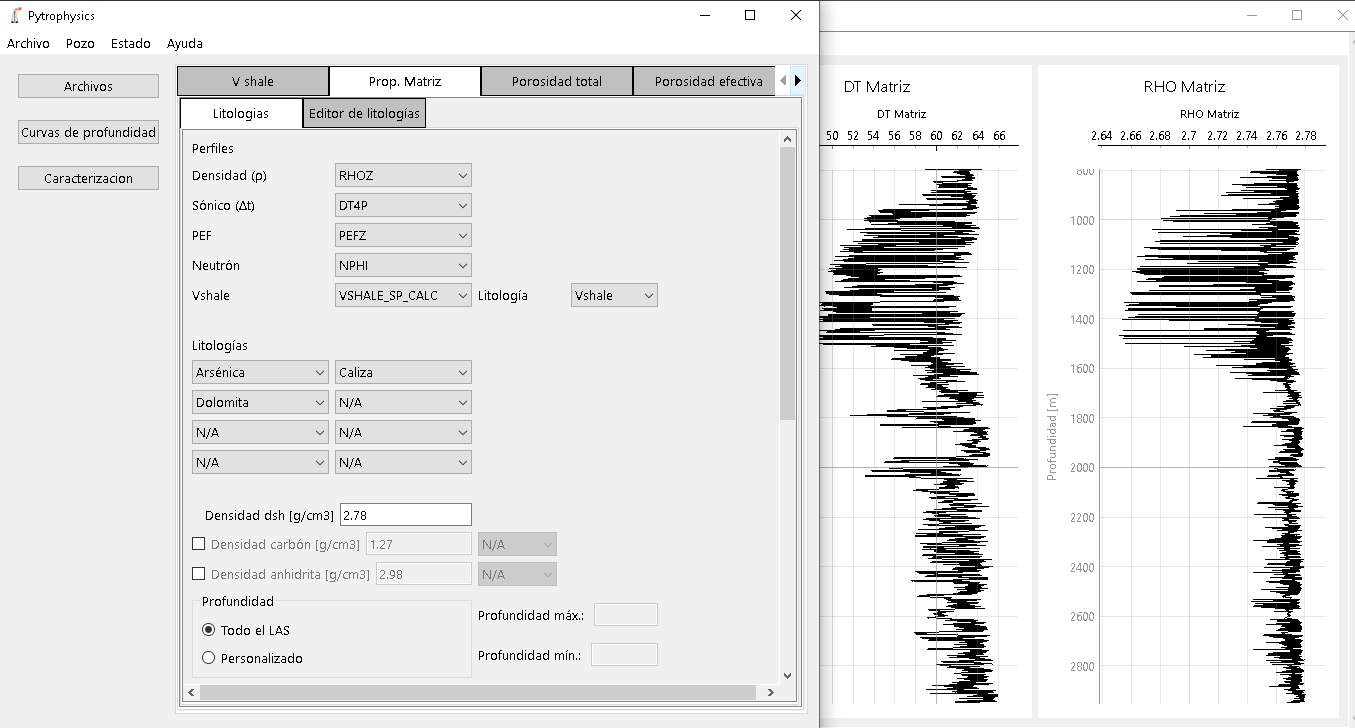 Pytrophysics
Archivo Pozo Estado Ayuda
Archivos
Curvas de profundidad
Caracterizacion
V shale Prop. Matriz Porosidad total Porosidad efectiva
Litologias Editor de litologías
Perfiles
Densidad (ρ) RHOZ
Sónico (Δt) DT4P
PEF PEFZ
Neutrón NPHI
Vshale VSHALE_SP_CALC Litología Vshale
Litologías
Arsénica Caliza
Dolomita N/A
N/A N/A
N/A N/A
Densidad dsh [g/cm3] 2.78
Densidad carbón [g/cm3] 1.27 N/A
Densidad anhidrita [g/cm3] 2.98 N/A
Profundidad
Todo el LAS
Personalizado
Profundidad máx.:
Profundidad mín.:
DT Matriz
DT Matriz
50 52 54 56 58 60 62 64 66
RHO Matriz
RHO Matriz
2.64 2.66 2.68 2.7 2.72 2.74 2.76 2.78
Profundidad [m]
800
1000
1200
1400
1600
1800
2000
2200
2400
2600
2800